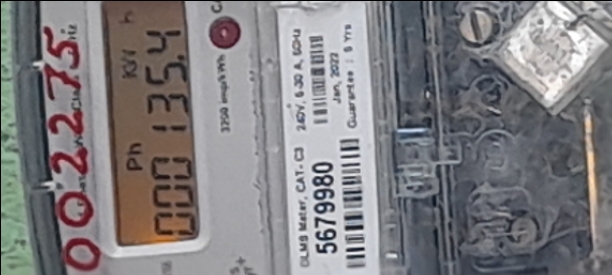 002275
Ph kW h
000135.4
3200 imp/kWh
DLMS Meter, CAT-C3 240V, 5-30 A, 50Hz
5679980
Jan, 2022
Guarantee : 5 Yrs